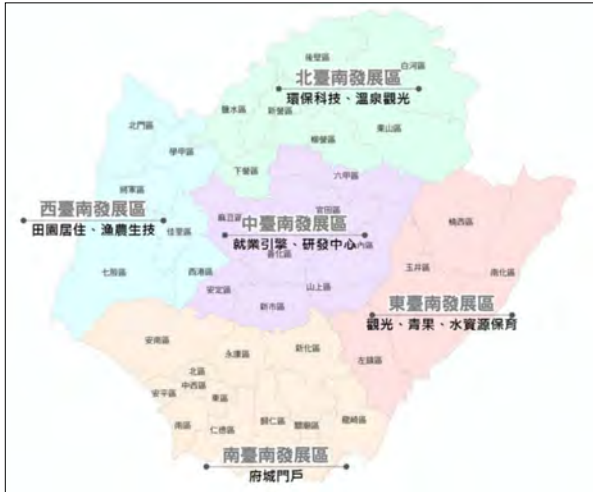 後壁區
白河區
北臺南發展區
環保科技、溫泉觀光
鹽水區
新營區
東山區
柳營區
北門區
學甲區
下營區
六甲區
將軍區
官田區
麻豆區
西臺南發展區
田園居住、漁農生技
中臺南發展區
就業引擎、研發中心
佳里區
內區
善化區
楠西區
七股區
西港區
安定區
山上區
新市區
玉井區
南化區
東臺南發展區
觀光、青果、水資源保育
安南區
永康區
新化區
左鎮區
北區
中西區
安平區
東區
南區
仁德區
歸仁區
關廟區
龍崎區
南臺南發展區
府城門戶